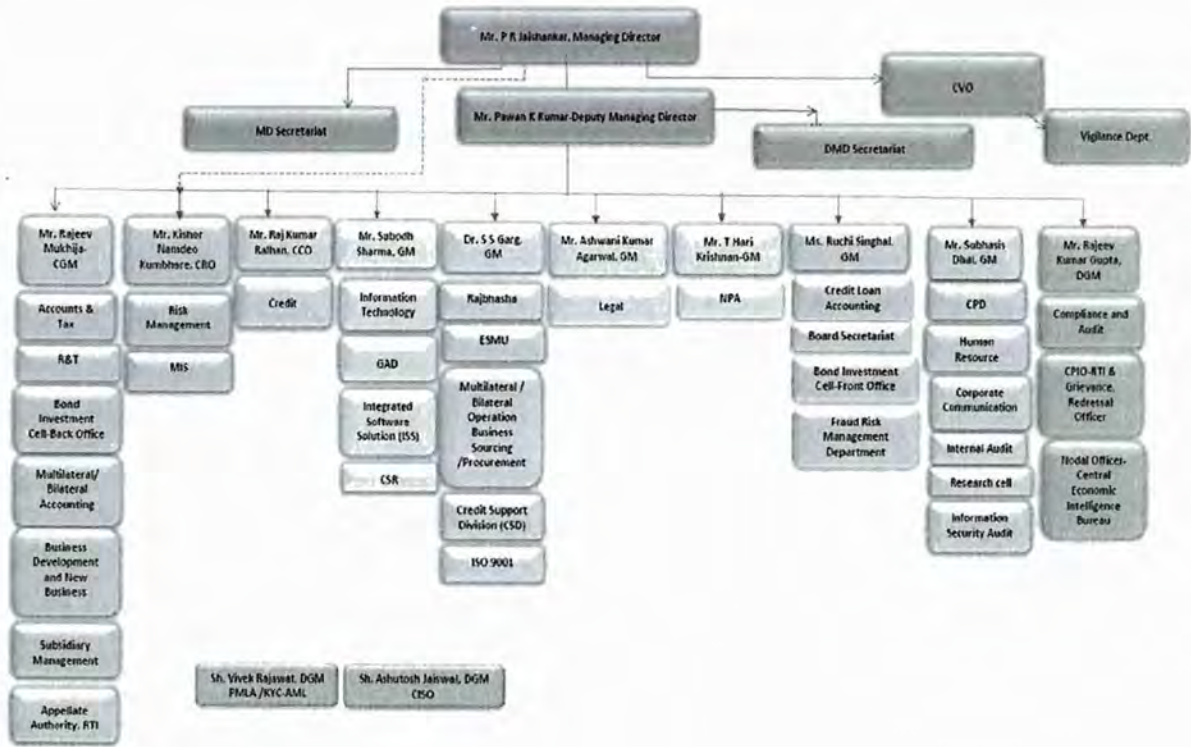 Mr. P R Jaishankar, Managing Director
CVO
MD Secretariat
Mr. Pawan K Kumar-Deputy Managing Director
DMD Secretariat
Vigilance Dept.
Mr. Rajeev
Mukhija-
CGM
Accounts &
Tax
R&T
Bond
Investment
Cell-Back Office
Multilateral/
Bilateral
Accounting
Business
Development
and New
Business
Subsidiary
Management
Appellate
Authority, RTI
Mr. Kishor
Namdeo
Kumbhare, CRO
Risk
Management
MIS
Mr. Raj Kumar
Ralhan, CCO
Credit
Mr. Subodh
Sharma, GM
Information
Technology
GAD
Integrated
Software
Solution (ISS)
CSR
Dr. S S Garg,
GM
Rajbhasha
ESMU
Multilateral /
Bilateral
Operation
Business
Sourcing
/Procurement
Credit Support
Division (CSD)
ISO 9001
Mr. Ashwani Kumar
Agarwal, GM
Legal
Mr. T Hari
Krishnan-GM
NPA
Ms. Ruchi Singhal,
GM
Credit Loan
Accounting
Board Secretariat
Bond Investment
Cell-Front Office
Fraud Risk
Management
Department
Mr. Subhasis
Dhal, GM
CPD
Human
Resource
Corporate
Communication
Internal Audit
Research cell
Information
Security Audit
Mr. Rajeev
Kumar Gupta,
DGM
Compliance and
Audit
CPIO-RTI &
Grievance,
Redressal
Officer
Nodal Officer-
Central
Economic
Intelligence
Bureau
Sh. Vivek Rajawat, DGM
PMLA /KYC-AML
Sh. Ashutosh Jaiswal, DGM
CISO